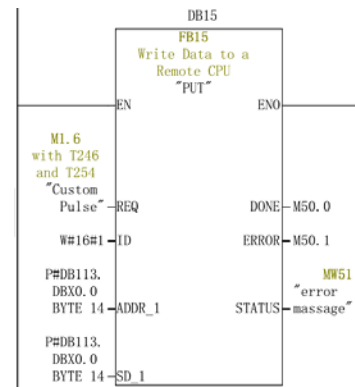 DB15
FB15
Write Data to a
Remote CPU
"PUT"
EN ENO
M1.6
with T246
and T254
"Custom
Pulse" REQ
DONE M50.0
W#16#1 ID
ERROR M50.1
P#DB113.
DBX0.0
BYTE 14 ADDR_1
MW51
"error
STATUS massage"
P#DB113.
DBX0.0
BYTE 14 SD_1